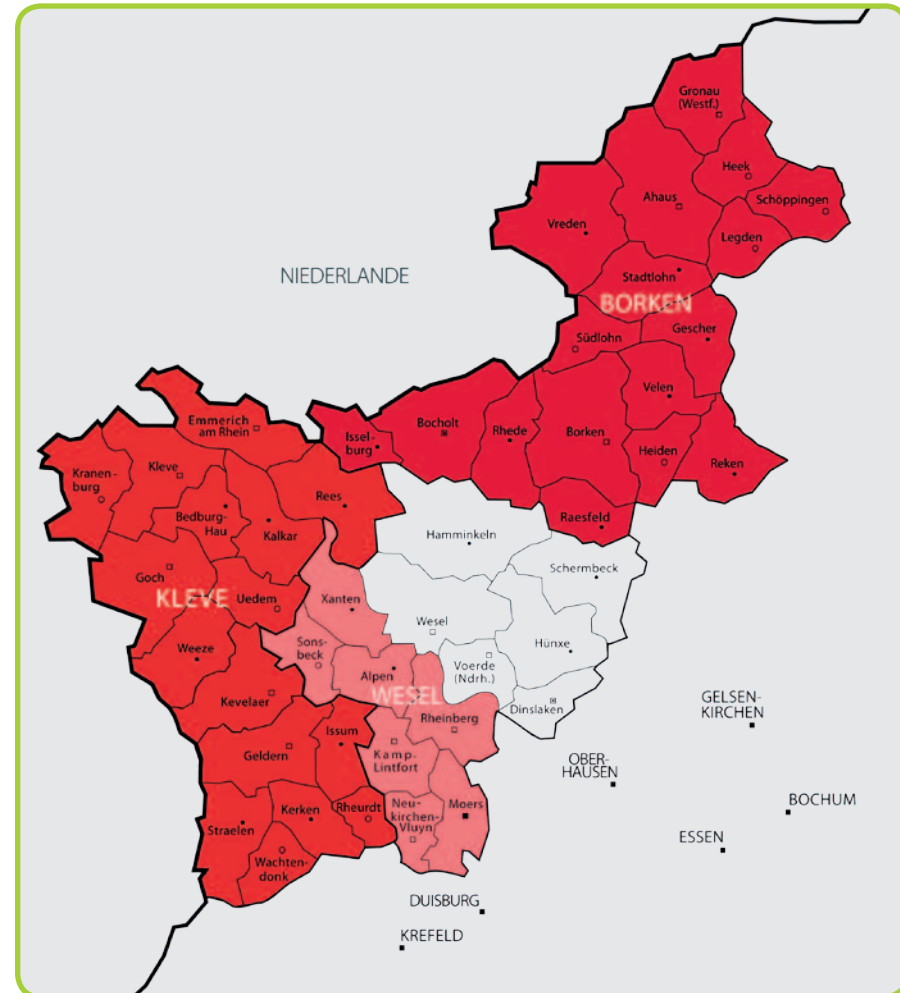 Gronau
(Westf.)
Heek
Ahaus
Schöppingen
Vreden
Legden
NIEDERLANDE
Stadtlohn
BORKEN
Gescher
Südlohn
Velen
Emmerich
am Rhein
Issel-
burg
Bocholt
Rhede
Borken
Heiden
Reken
Kranen-
burg
Kleve
Rees
Bedburg-
Hau
Kalkar
Raesfeld
Hamminkeln
Schermbeck
Goch
KLEVE
Uedem
Xanten
Wesel
Hünxe
Weeze
Sons-
beck
Alpen
Voerde
(Ndrh.)
WESEL
Kevelaer
Dinslaken
Rheinberg
GELSEN-
KIRCHEN
Issum
Geldern
Kamp-
Lintfort
OBER-
HAUSEN
Straelen
Kerken
Rheurdt
Neu-
kirchen-
Vluyn
Moers
BOCHUM
Wachten-
donk
ESSEN
DUISBURG
KREFELD